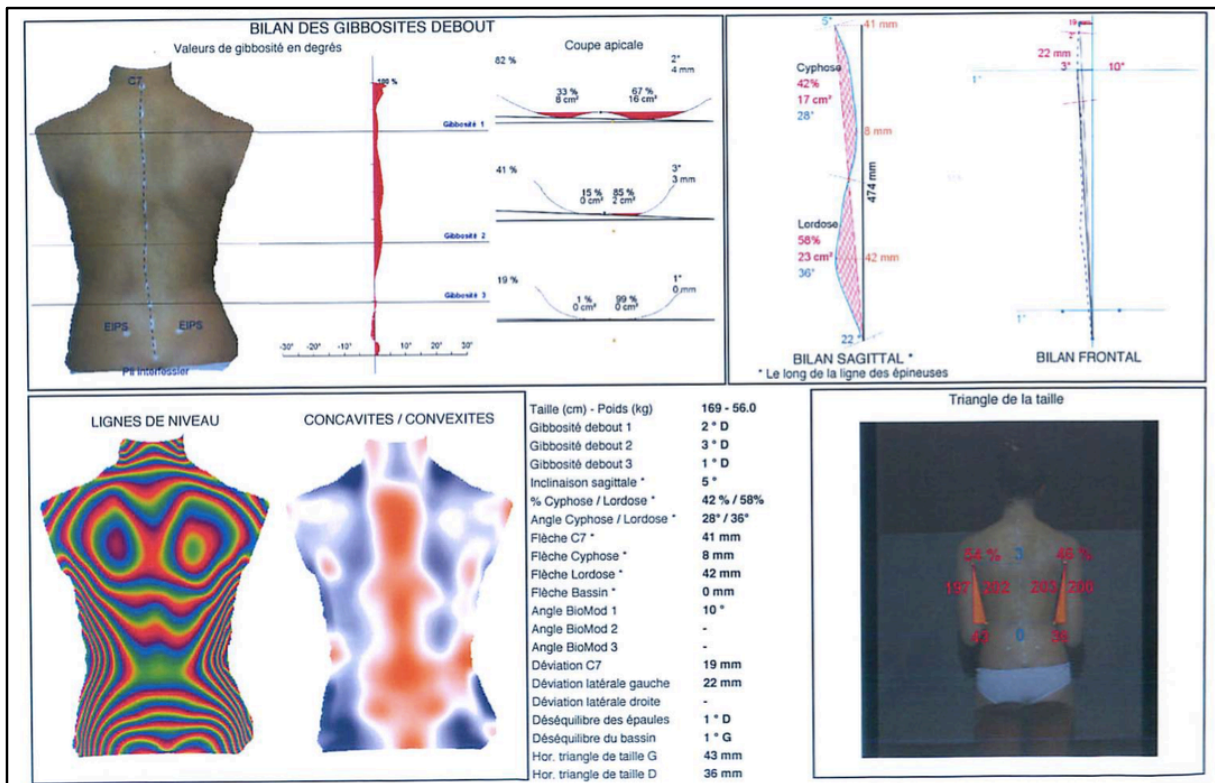 BILAN DES GIBBOSITES DEBOUT
Valeurs de gibbosité en degrés
Coupe apicale
C7
100 %
Gibbosité 1
Gibbosité 2
Gibbosité 3
EIPS
EIPS
Pli Interfessier
-30° -20° -10° 0 10° 20° 30°
82 %
2°
4 mm
33 % 67 %
8 cm² 16 cm²
41 %
3°
3 mm
15 % 85 %
0 cm² 2 cm²
19 %
1°
0 mm
1 % 99 %
0 cm² 0 cm²
5°
41 mm
Cyphose
42%
17 cm²
28°
8 mm
474 mm
Lordose
58%
23 cm²
36°
42 mm
22 °
BILAN SAGITTAL *
* Le long de la ligne des épineuses
19 mm
2°
22 mm
3° 10°
1°
1°
BILAN FRONTAL
LIGNES DE NIVEAU
CONCAVITES / CONVEXITES
Taille (cm) - Poids (kg) 169 - 56.0
Gibbosité debout 1 2 ° D
Gibbosité debout 2 3 ° D
Gibbosité debout 3 1 ° D
Inclinaison sagittale * 5 °
% Cyphose / Lordose * 42 % / 58%
Angle Cyphose / Lordose * 28° / 36°
Flèche C7 * 41 mm
Flèche Cyphose * 8 mm
Flèche Lordose * 42 mm
Flèche Bassin * 0 mm
Angle BioMod 1 10 °
Angle BioMod 2 -
Angle BioMod 3 -
Déviation C7 19 mm
Déviation latérale gauche 22 mm
Déviation latérale droite -
Déséquilibre des épaules 1 ° D
Déséquilibre du bassin 1 ° G
Hor. triangle de taille G 43 mm
Hor. triangle de taille D 36 mm
Triangle de la taille
54 % 3 46 %
197 202 205 206
43 0 36